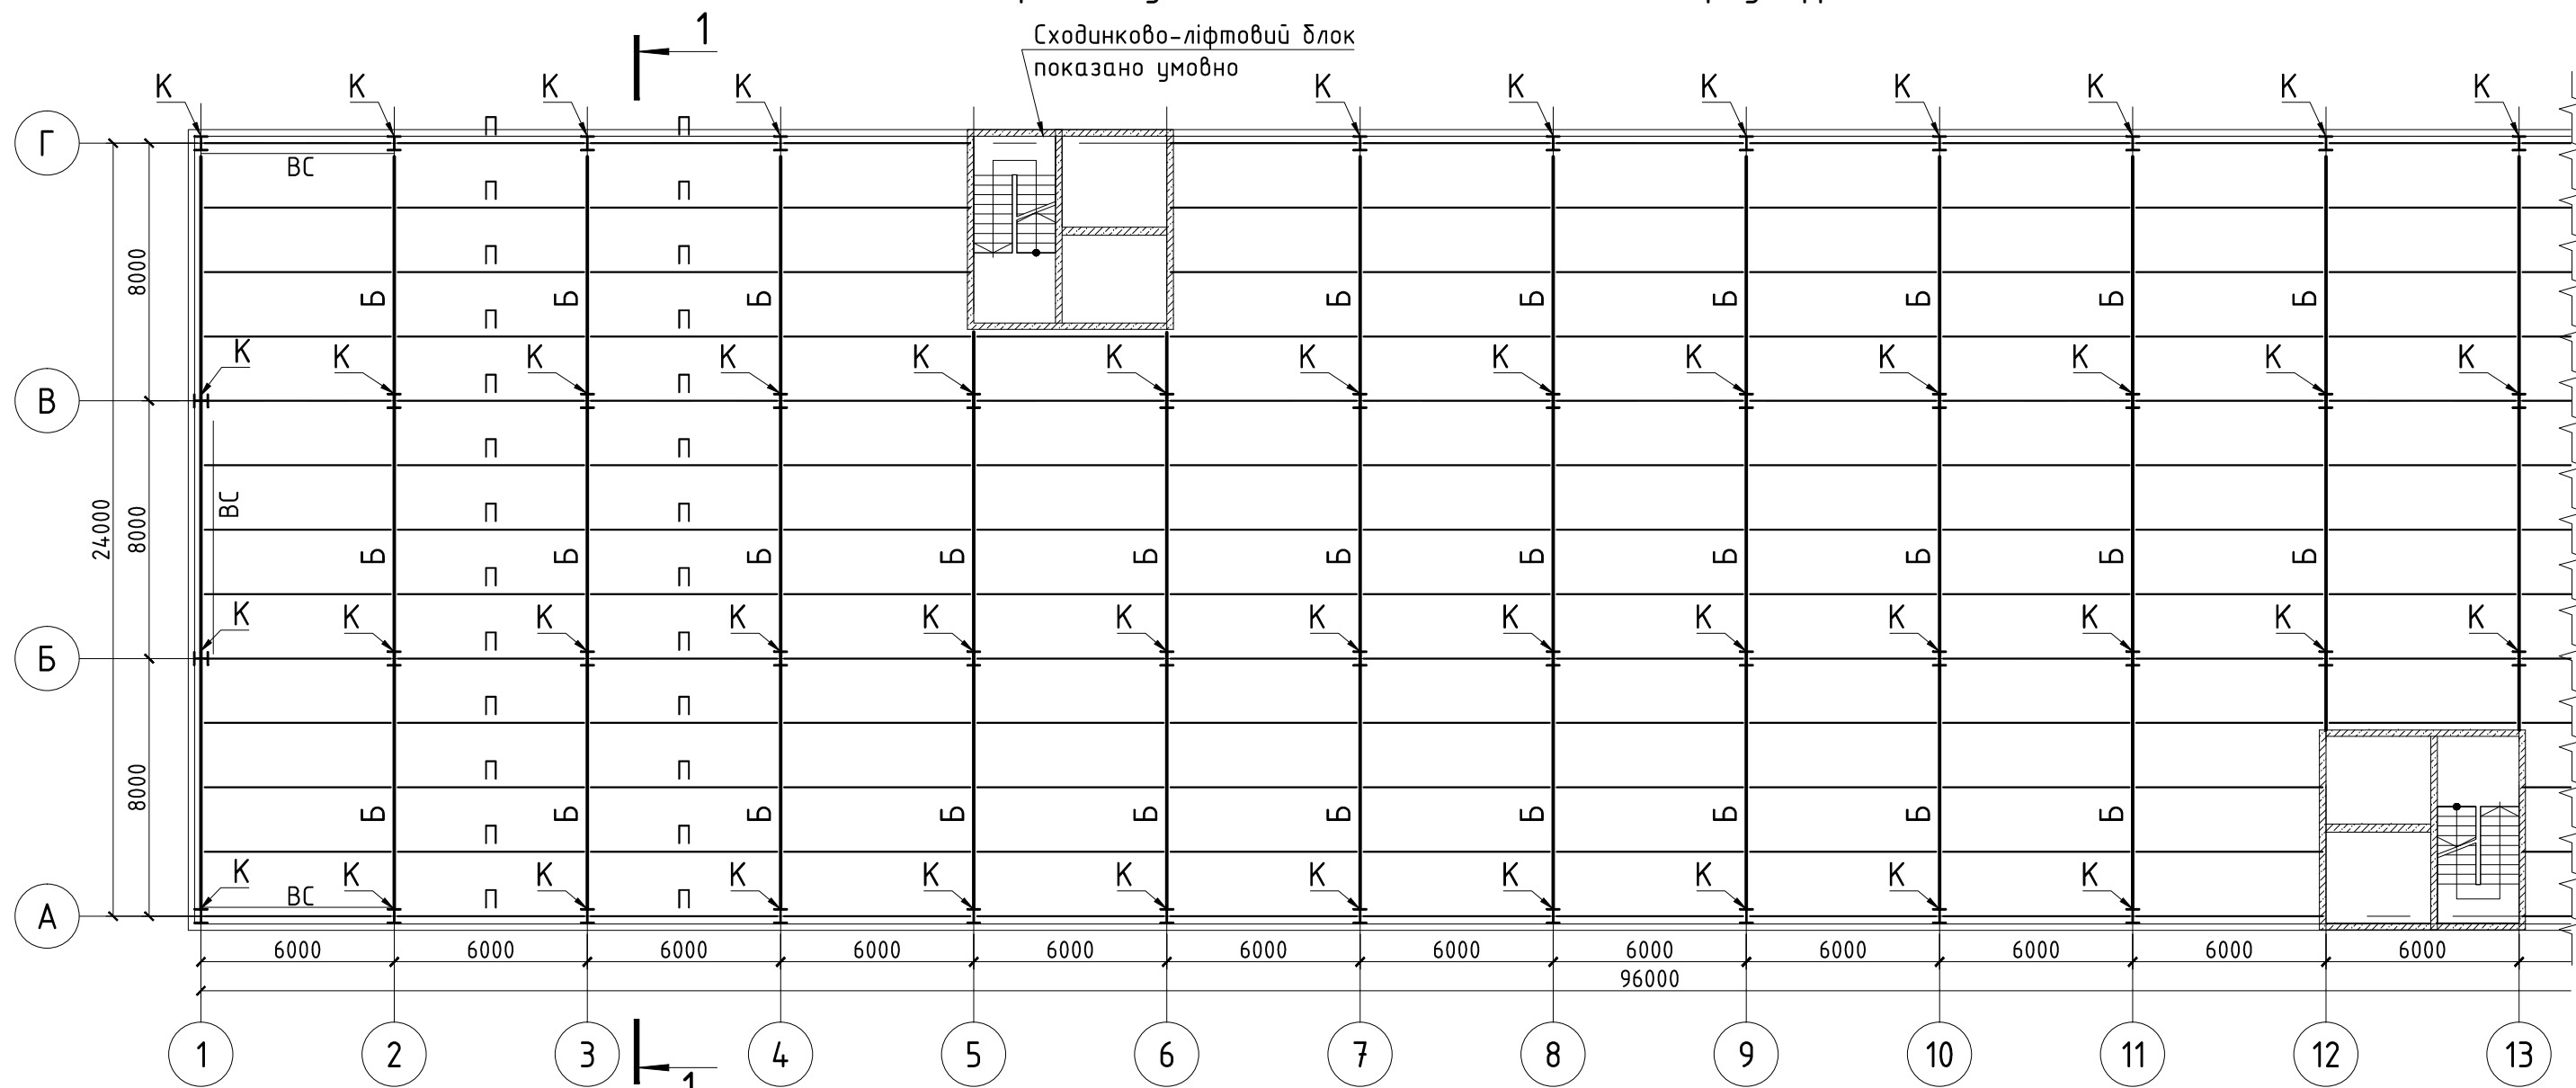 1
Сходинково-ліфтовий блок
показано умовно
К К К К К К К К К К К
П П
Г
ВС
П П
П П
8000
Б Б Б Б Б Б Б Б Б
П П
К К К К К К К К К К К К К
П П
В
П П
ВС
П П
24000
8000
Б Б Б Б Б Б Б Б Б Б Б
П П
К К К К К К К К К К К К К
П П
Б
П П
П П
8000
Б Б Б Б Б Б Б Б Б Б
П П
К К К К К К К К К К К
ВС П П
А
6000 6000 6000 6000 6000 6000 6000 6000 6000 6000 6000 6000
96000
1 2 3 4 5 6 7 8 9 10 11 12 13
1